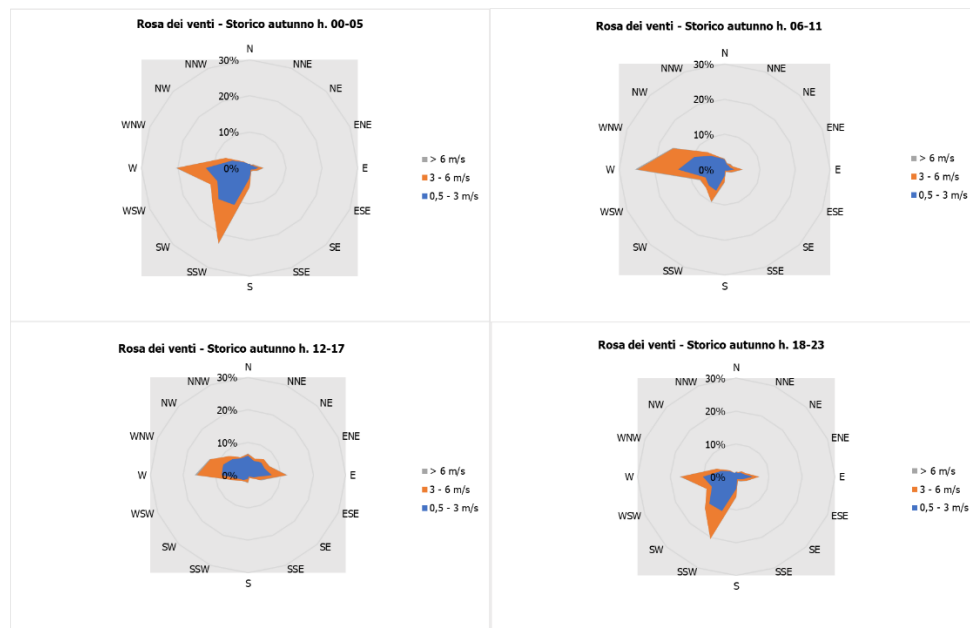 Rosa dei venti - Storico autunno h. 00-05
N
30%
NNW
NNE
NW
NE
20%
WNW
ENE
10%
W
0%
E
WSW
ESE
SW
SE
SSW
SSE
S
> 6 m/s
3 - 6 m/s
0,5 - 3 m/s
Rosa dei venti - Storico autunno h. 06-11
N
30%
NNW
NNE
NW
NE
20%
WNW
ENE
10%
W
0%
E
WSW
ESE
SW
SE
SSW
SSE
S
> 6 m/s
3 - 6 m/s
0,5 - 3 m/s
Rosa dei venti - Storico autunno h. 12-17
N
30%
NNW
NNE
NW
NE
20%
WNW
ENE
10%
W
0%
E
WSW
ESE
SW
SE
SSW
SSE
S
> 6 m/s
3 - 6 m/s
0,5 - 3 m/s
Rosa dei venti - Storico autunno h. 18-23
N
30%
NNW
NNE
NW
NE
20%
WNW
ENE
10%
W
0%
E
WSW
ESE
SW
SE
SSW
SSE
S
> 6 m/s
3 - 6 m/s
0,5 - 3 m/s